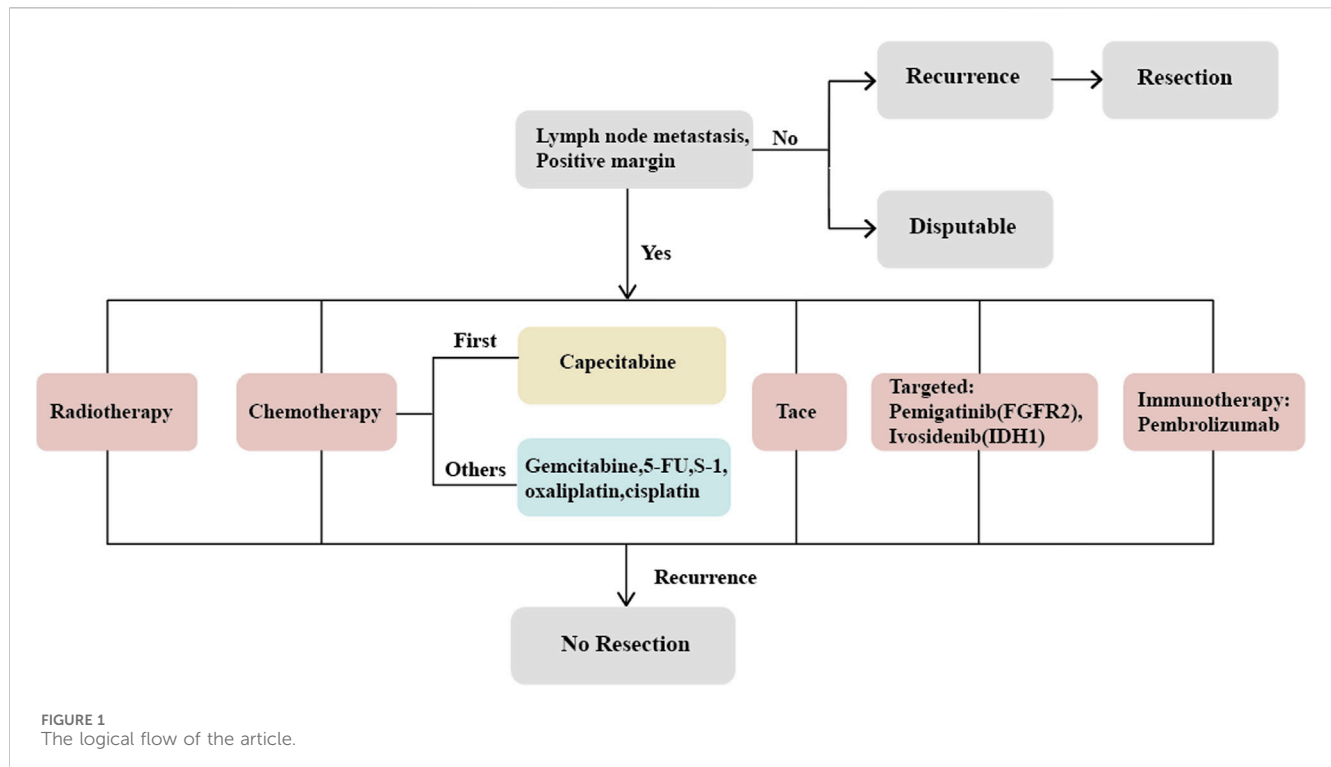 Recurrence
Resection
Lymph node metastasis,
Positive margin
No
Disputable
Yes
First
Capecitabine
Radiotherapy
Chemotherapy
Others
Gemcitabine,5-FU,S-1,
oxaliplatin,cisplatin
Tace
Targeted:
Pemigatinib(FGFR2),
Ivosidenib(IDH1)
Immunotherapy:
Pembrolizumab
Recurrence
No Resection
FIGURE 1
The logical flow of the article.